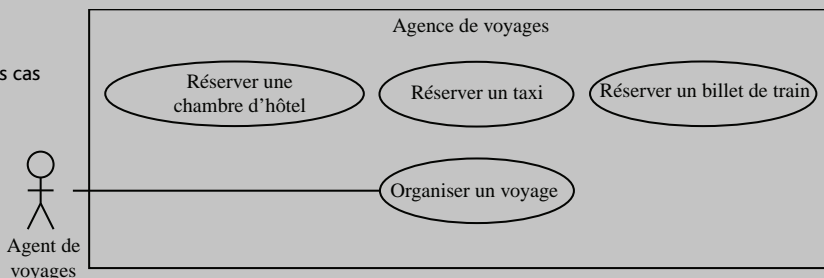 Agence de voyages
s cas
Réserver une
chambre d’hôtel
Réserver un taxi
Réserver un billet de train
Organiser un voyage
Agent de
voyages